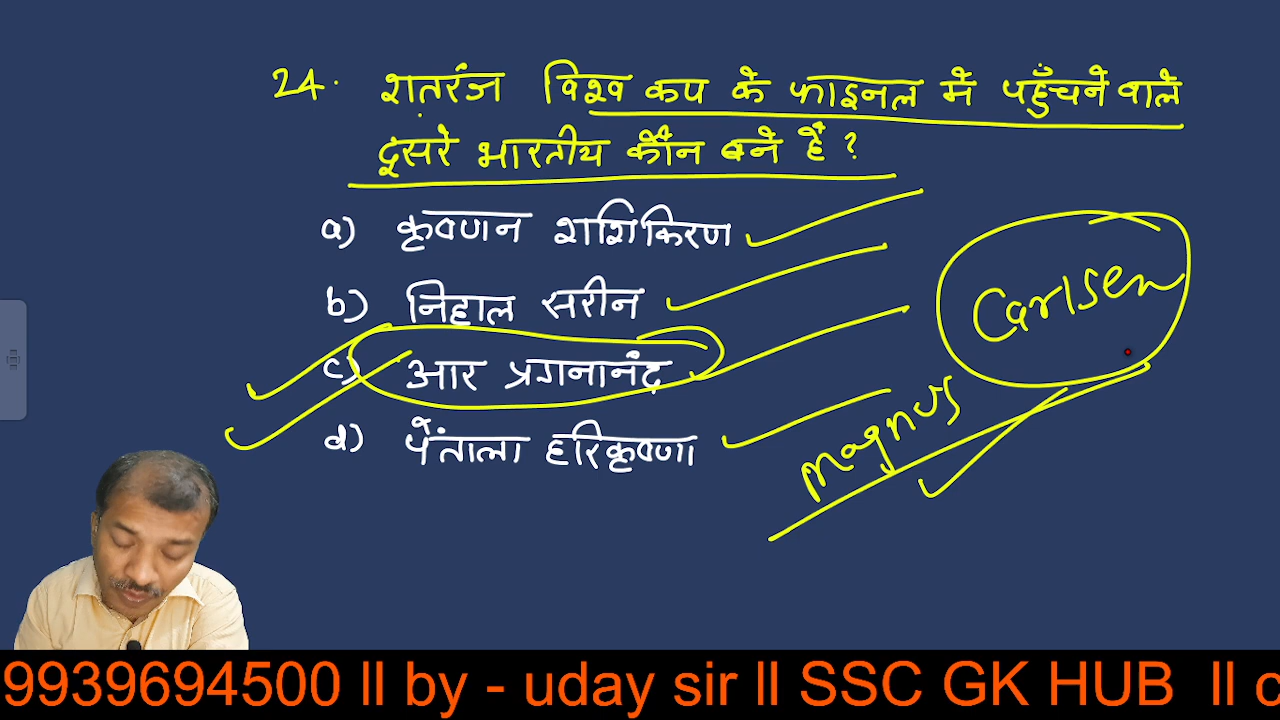 24. शतरंज विश्व कप के फाइनल में पहुँचने वाले
दूसरे भारतीय कौन बने हैं?
a) कृष्णन शशिकिरण
b) निहाल सरीन
c) आर प्रगनानंद
d) पेंताला हरिकृष्णा
Carlsen
magnus
9939694500 ll by - uday sir ll SSC GK HUB ll c